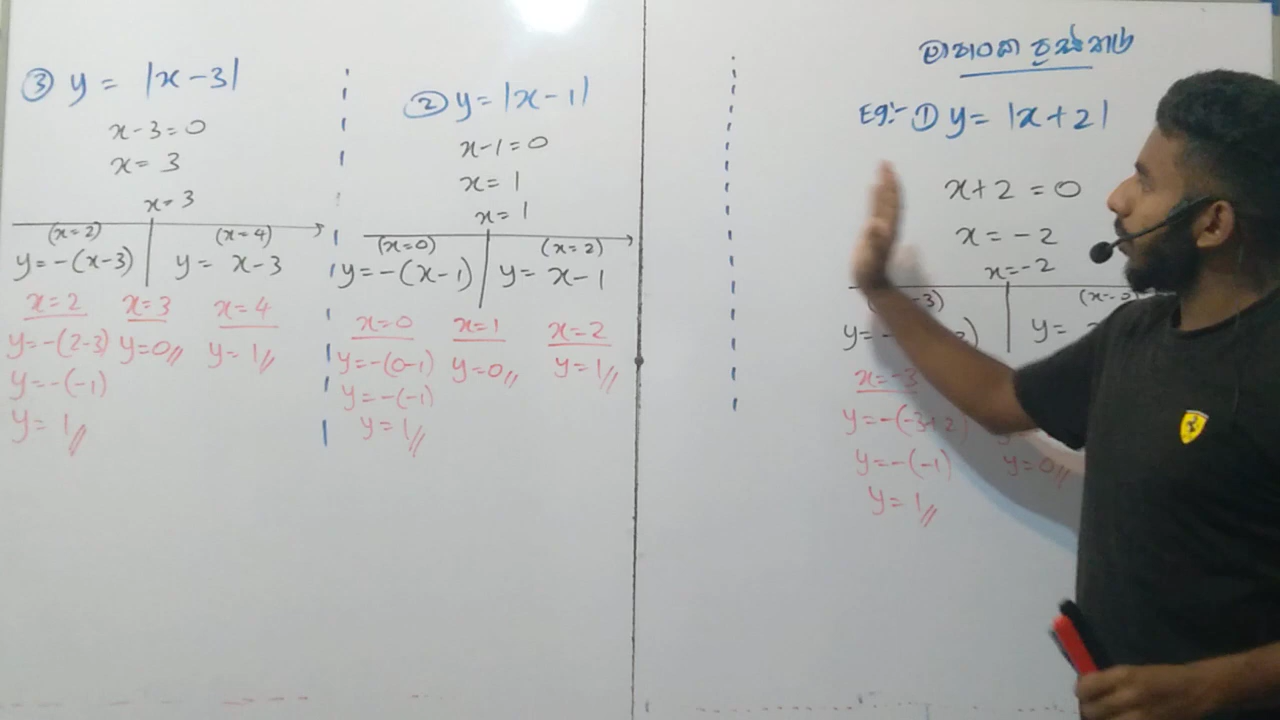 මාපාංක ප්‍රස්තාර
Eg:- ① y = |x+2|
x+2 = 0
x = -2
x=-2
x=-3
y=-(-3+2)
y=-(-1)
y= 1//
y=0//
② y=|x-1|
x-1=0
x= 1
x= 1
(x=0) (x=2)
y=-(x-1) y= x-1
x=0 x=1 x=2
y=-(0-1) y=0// y=1//
y=-(-1)
y=1//
③ y = |x-3|
x-3=0
x= 3
x=3
(x=2) (x=4)
y=-(x-3) y= x-3
x=2 x=3 x=4
y=-(2-3) y=0// y= 1//
y=-(-1)
y= 1//